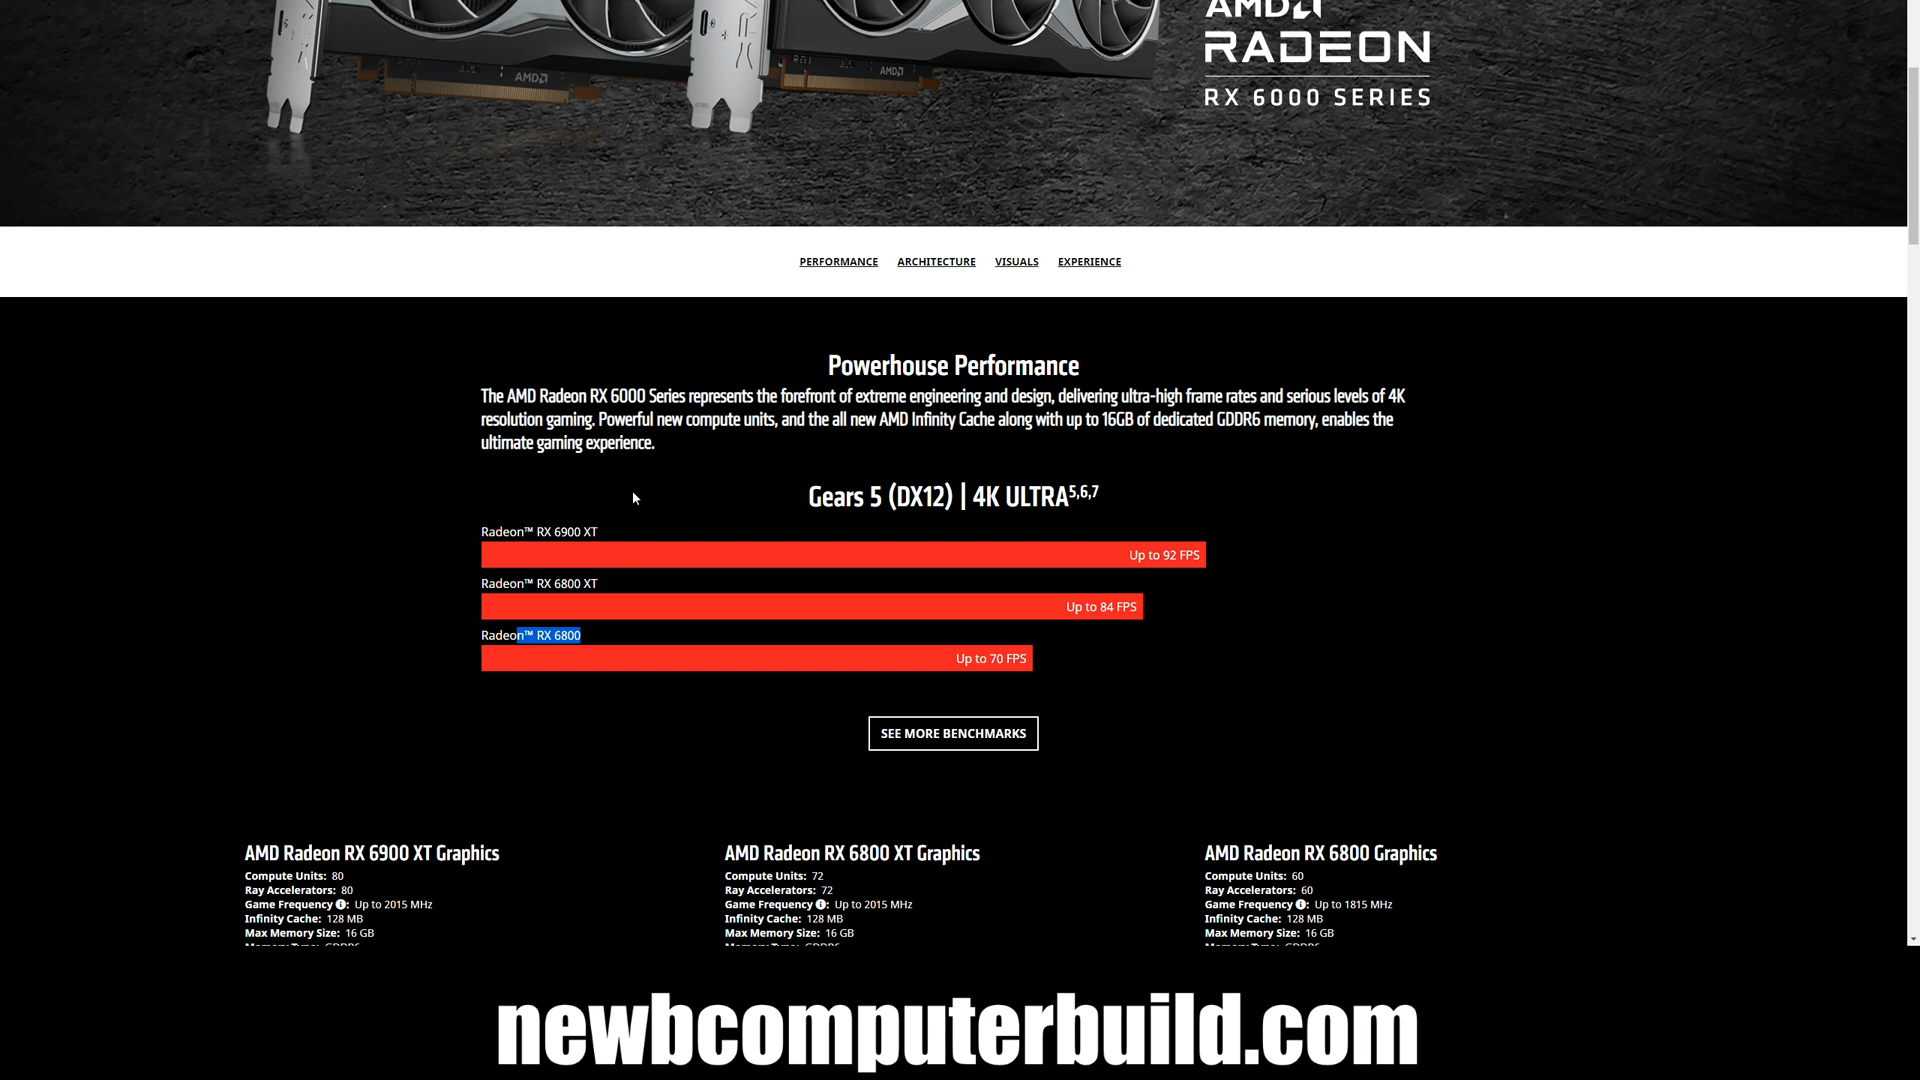 AMD
RADEON
RX 6000 SERIES
AMD
AMD
PERFORMANCE ARCHITECTURE VISUALS EXPERIENCE
Powerhouse Performance
The AMD Radeon RX 6000 Series represents the forefront of extreme engineering and design, delivering ultra-high frame rates and serious levels of 4K
resolution gaming. Powerful new compute units, and the all new AMD Infinity Cache along with up to 16GB of dedicated GDDR6 memory, enables the
ultimate gaming experience.
Gears 5 (DX12) | 4K ULTRA5,6,7
Radeon™ RX 6900 XT
Up to 92 FPS
Radeon™ RX 6800 XT
Up to 84 FPS
Radeon™ RX 6800
Up to 70 FPS
SEE MORE BENCHMARKS
AMD Radeon RX 6900 XT Graphics
Compute Units: 80
Ray Accelerators: 80
Game Frequency : Up to 2015 MHz
Infinity Cache: 128 MB
Max Memory Size: 16 GB
AMD Radeon RX 6800 XT Graphics
Compute Units: 72
Ray Accelerators: 72
Game Frequency : Up to 2015 MHz
Infinity Cache: 128 MB
Max Memory Size: 16 GB
AMD Radeon RX 6800 Graphics
Compute Units: 60
Ray Accelerators: 60
Game Frequency : Up to 1815 MHz
Infinity Cache: 128 MB
Max Memory Size: 16 GB
newbcomputerbuild.com